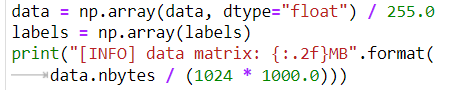 data = np.array(data, dtype="float") / 255.0
labels = np.array(labels)
print("[INFO] data matrix: {:.2f}MB".format(
data.nbytes / (1024 * 1000.0)))